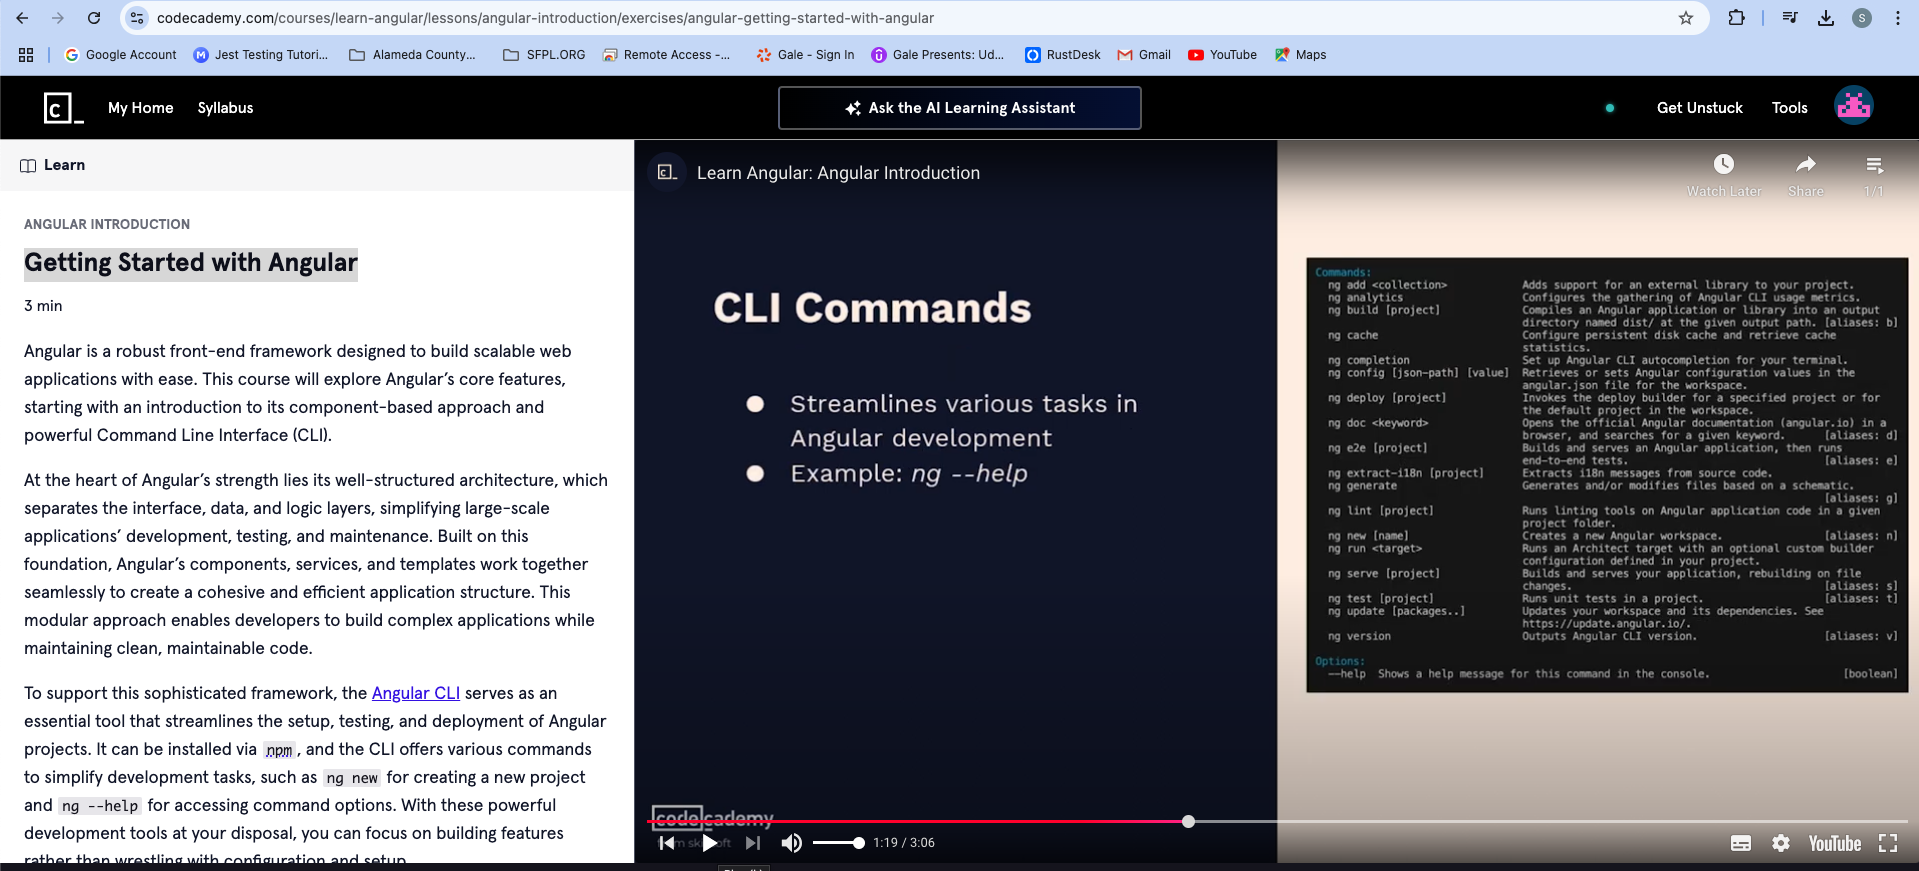 codecademy.com/courses/learn-angular/lessons/angular-introduction/exercises/angular-getting-started-with-angular
S
Google Account
Jest Testing Tutori...
Alameda County...
SFPL.ORG
Remote Access -...
Gale - Sign In
Gale Presents: Ud...
RustDesk
Gmail
YouTube
Maps
My Home
Syllabus
Ask the AI Learning Assistant
Get Unstuck
Tools
Learn
ANGULAR INTRODUCTION
Getting Started with Angular
3 min
Angular is a robust front-end framework designed to build scalable web
applications with ease. This course will explore Angular’s core features,
starting with an introduction to its component-based approach and
powerful Command Line Interface (CLI).
At the heart of Angular’s strength lies its well-structured architecture, which
separates the interface, data, and logic layers, simplifying large-scale
applications’ development, testing, and maintenance. Built on this
foundation, Angular’s components, services, and templates work together
seamlessly to create a cohesive and efficient application structure. This
modular approach enables developers to build complex applications while
maintaining clean, maintainable code.
To support this sophisticated framework, the Angular CLI serves as an
essential tool that streamlines the setup, testing, and deployment of Angular
projects. It can be installed via npm, and the CLI offers various commands
to simplify development tasks, such as ng new for creating a new project
and ng --help for accessing command options. With these powerful
development tools at your disposal, you can focus on building features
rather than wrestling with configuration and setup.
Learn Angular: Angular Introduction
Watch Later
Share
1/1
CLI Commands
Streamlines various tasks in
Angular development
Example: ng --help
Commands:
ng add <collection> Adds support for an external library to your project.
ng analytics Configures the gathering of Angular CLI usage metrics.
ng build [project] Compiles an Angular application or library into an output
directory named dist/ at the given output path. [aliases: b]
ng cache Configure persistent disk cache and retrieve cache
statistics.
ng completion Set up Angular CLI autocompletion for your terminal.
ng config [json-path] [value] Retrieves or sets Angular configuration values in the
angular.json file for the workspace.
ng deploy [project] Invokes the deploy builder for a specified project or for
the default project in the workspace.
ng doc <keyword> Opens the official Angular documentation (angular.io) in a
browser, and searches for a given keyword. [aliases: d]
ng e2e [project] Builds and serves an Angular application, then runs
end-to-end tests. [aliases: e]
ng extract-i18n [project] Extracts i18n messages from source code.
ng generate Generates and/or modifies files based on a schematic.
[aliases: g]
ng lint [project] Runs linting tools on Angular application code in a given
project folder.
ng new [name] Creates a new Angular workspace. [aliases: n]
ng run <target> Runs an Architect target with an optional custom builder
configuration defined in your project.
ng serve [project] Builds and serves your application, rebuilding on file
changes. [aliases: s]
ng test [project] Runs unit tests in a project. [aliases: t]
ng update [packages..] Updates your workspace and its dependencies. See
https://update.angular.io/.
ng version Outputs Angular CLI version. [aliases: v]
Options:
--help Shows a help message for this command in the console. [boolean]
codecademy
1:19 / 3:06
YouTube